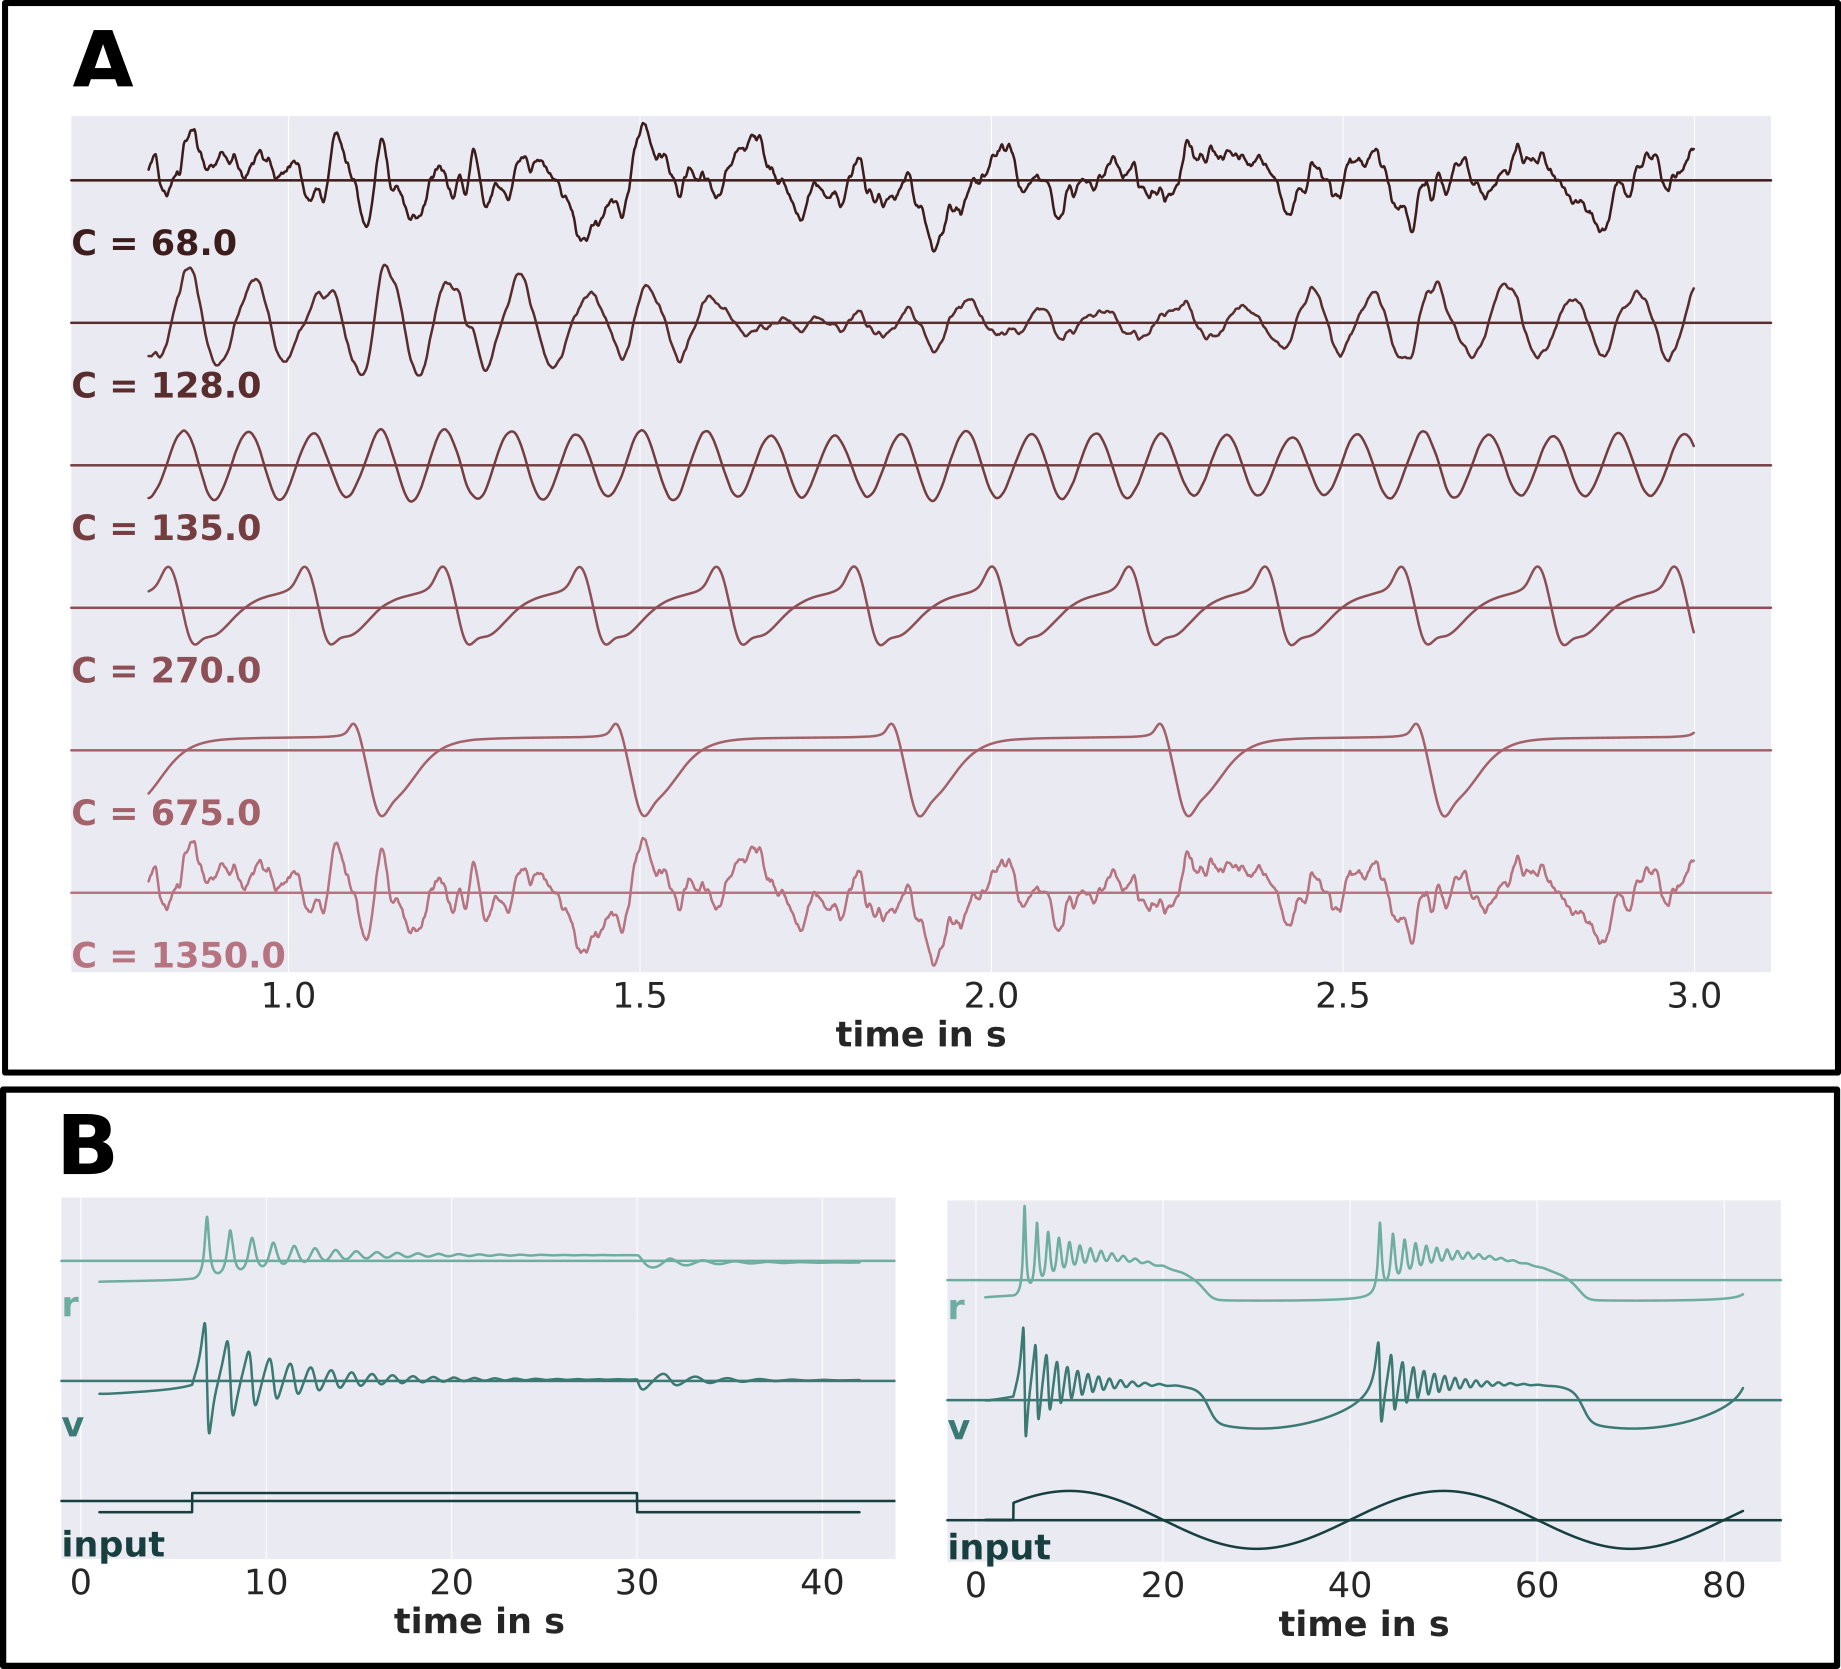 A
C = 68.0
C = 128.0
C = 135.0
C = 270.0
C = 675.0
C = 1350.0
1.0 1.5 2.0 2.5 3.0
time in s
B
r
v
input
0 10 20 30 40
time in s
r
v
input
0 20 40 60 80
time in s